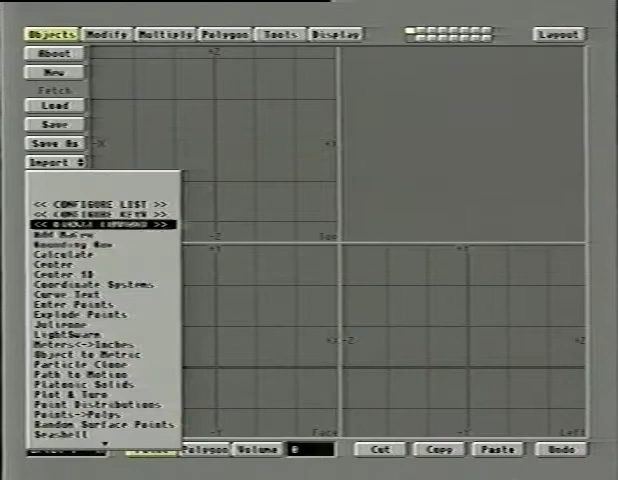 Objects Modify Multiply Polygon Tools Display Layout
About
New
Fetch
Load
Save
Save As
Import
+Z
-X +X
-Z Top
<< CONFIGURE LIST >>
<< CONFIGURE KEYS >>
Add Macro
Bounding Box
Calculate
Center
Center 1D
Coordinate Systems
Curve Text
Enter Points
Explode Points
Julienne
LightSwarm
Meters<->Inches
Object to Metric
Particle Clone
Path to Motion
Platonic Solids
Plot & Turn
Point Distributions
Points->Polys
Random Surface Points
Seashell
+Y
+X
-Y Face
+Y
-Z +Z
-Y Left
Polygon Volume 0 Cut Copy Paste Undo